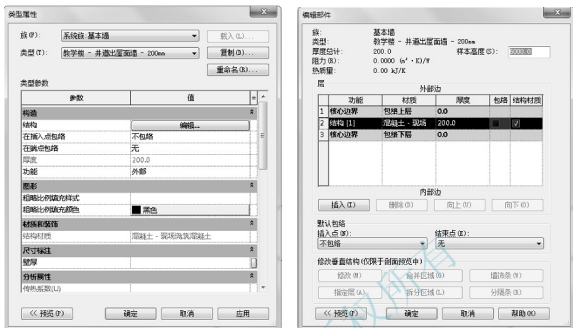 类型属性
族(F): 系统族:基本墙 载入(L)...
类型(T): 教学楼 - 井道出屋面墙 - 200mm 复制(D)...
重命名(R)...
类型参数
参数 值 =
构造
结构 编辑...
在插入点包络 不包络
在端点包络 无
厚度 200.0
功能 外部
图形
粗略比例填充样式
粗略比例填充颜色 黑色
材质和装饰
结构材质 混凝土 - 现场浇筑混凝土
尺寸标注
壁厚
分析属性
传热系数(U)
<< 预览(P) 确定 取消 应用
编辑部件
族: 基本墙
类型: 教学楼 - 井道出屋面墙 - 200mm
厚度总计: 200.0 样本高度(S):
阻力(R): 0.0000 (m²·K)/W
热质量: 0.00 kJ/K
层
外部边
功能 材质 厚度 包络 结构材质
1 核心边界 包络上层 0.0
2 结构 [1] 混凝土 - 现场 200.0
3 核心边界 包络下层 0.0
内部边
插入(I) 删除(D) 向上(U) 向下(O)
默认包络
插入点(N): 结束点(E):
不包络 无
修改垂直结构(仅限于剖面预览中)
修改(M) 合并区域(G) 墙饰条(W)
指定层(A) 拆分区域(L) 分隔条(R)
<< 预览(P) 确定 取消 帮助(H)
权所有